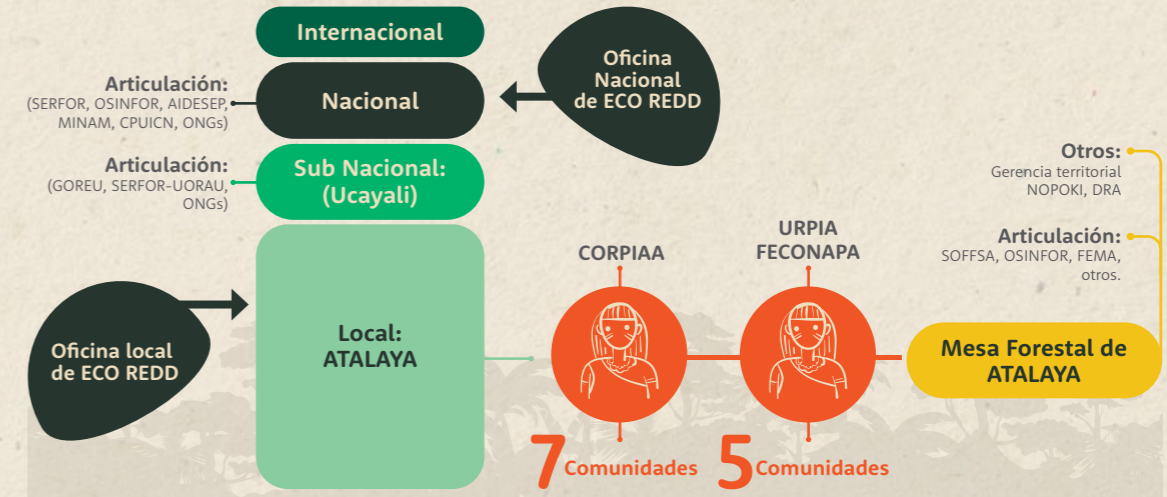 Internacional
Oficina
Nacional
de ECO REDD
Articulación:
(SERFOR, OSINFOR, AIDESEP,
MINAM, CPUICN, ONGs)
Nacional
Articulación:
(GOREU, SERFOR-UORAU,
ONGs)
Sub Nacional:
(Ucayali)
Otros:
Gerencia territorial
NOPOKI, DRA
Articulación:
SOFFSA, OSINFOR, FEMA,
otros.
CORPIAA
URPIA
FECONAPA
Oficina local
de ECO REDD
Local:
ATALAYA
Mesa Forestal de
ATALAYA
7 Comunidades
5 Comunidades